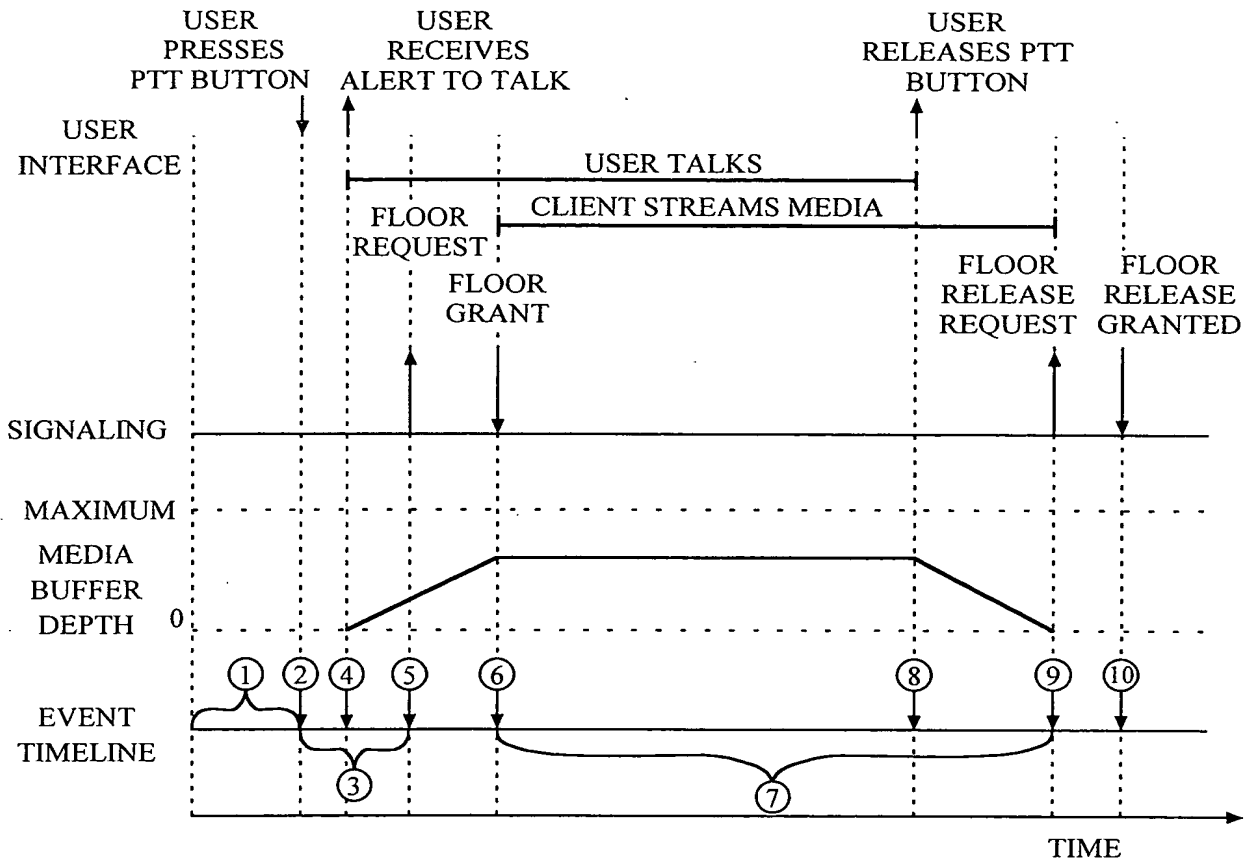 USER
PRESSES
PTT BUTTON
USER
RECEIVES
ALERT TO TALK
USER
RELEASES PTT
BUTTON
USER
INTERFACE
USER TALKS
CLIENT STREAMS MEDIA
FLOOR
REQUEST
FLOOR
GRANT
FLOOR
RELEASE
REQUEST
FLOOR
RELEASE
GRANTED
SIGNALING
MAXIMUM
MEDIA
BUFFER
DEPTH
0
1
2
4
5
6
8
9
10
EVENT
TIMELINE
3
7
TIME